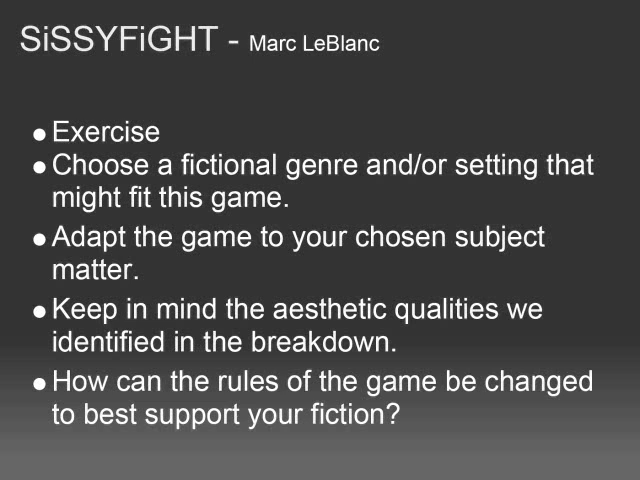 SiSSYFiGHT - Marc LeBlanc
● Exercise
● Choose a fictional genre and/or setting that
might fit this game.
● Adapt the game to your chosen subject
matter.
● Keep in mind the aesthetic qualities we
identified in the breakdown.
● How can the rules of the game be changed
to best support your fiction?